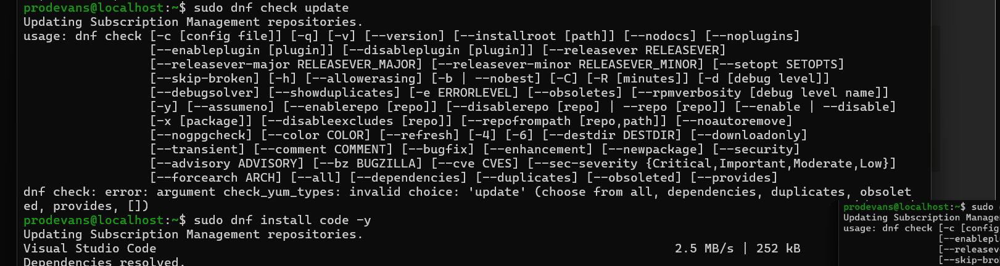 prodevans@localhost:~$ sudo dnf check update
Updating Subscription Management repositories.
usage: dnf check [-c [config file]] [-q] [-v] [--version] [--installroot [path]] [--nodocs] [--noplugins]
                 [--enableplugin [plugin]] [--disableplugin [plugin]] [--releasever RELEASEVER]
                 [--releasever-major RELEASEVER_MAJOR] [--releasever-minor RELEASEVER_MINOR] [--setopt SETOPTS]
                 [--skip-broken] [-h] [--allowerasing] [-b | --nobest] [-C] [-R [minutes]] [-d [debug level]]
                 [--debugsolver] [--showduplicates] [-e ERRORLEVEL] [--obsoletes] [--rpmverbosity [debug level name]]
                 [-y] [--assumeno] [--enablerepo [repo]] [--disablerepo [repo] | --repo [repo]] [--enable | --disable]
                 [-x [package]] [--disableexcludes [repo]] [--repofrompath [repo,path]] [--noautoremove]
                 [--nogpgcheck] [--color COLOR] [--refresh] [-4] [-6] [--destdir DESTDIR] [--downloadonly]
                 [--transient] [--comment COMMENT] [--bugfix] [--enhancement] [--newpackage] [--security]
                 [--advisory ADVISORY] [--bz BUGZILLA] [--cve CVES] [--sec-severity {Critical,Important,Moderate,Low}]
                 [--forcearch ARCH] [--all] [--dependencies] [--duplicates] [--obsoleted] [--provides]
dnf check: error: argument check_yum_types: invalid choice: 'update' (choose from all, dependencies, duplicates, obsolet
ed, provides, [])
prodevans@localhost:~$ sudo dnf install code -y
Updating Subscription Management repositories.
Visual Studio Code 2.5 MB/s | 252 kB
Dependencies resolved.
prodevans@localhost:~$ sudo
Updating Subscription Manage
usage: dnf check [-c [config
[--enablepl
[--releasev
[--skip-bro